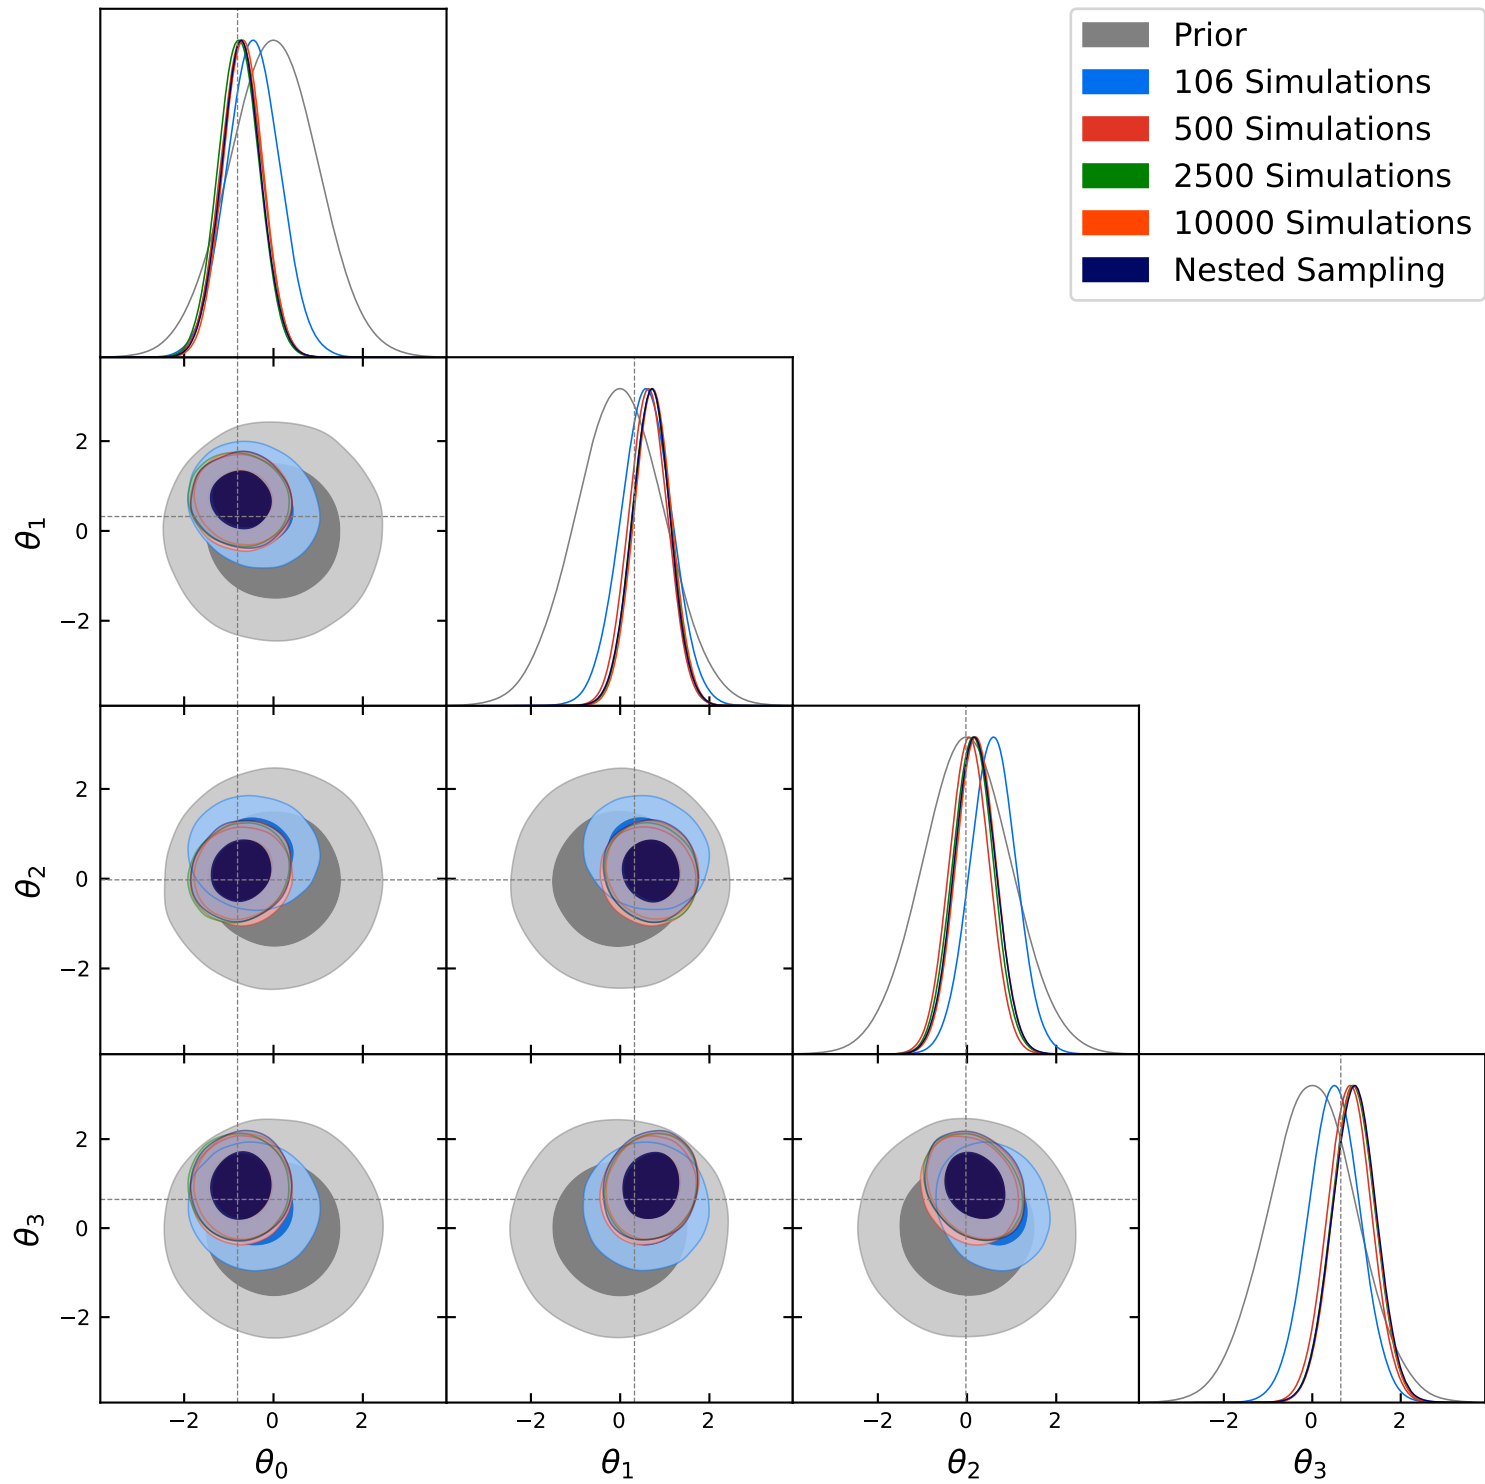 Prior
106 Simulations
500 Simulations
2500 Simulations
10000 Simulations
Nested Sampling
2
0
−2
θ₁
2
0
−2
θ₂
2
0
−2
θ₃
−2 0 2 −2 0 2 −2 0 2 −2 0 2
θ₀ θ₁ θ₂ θ₃